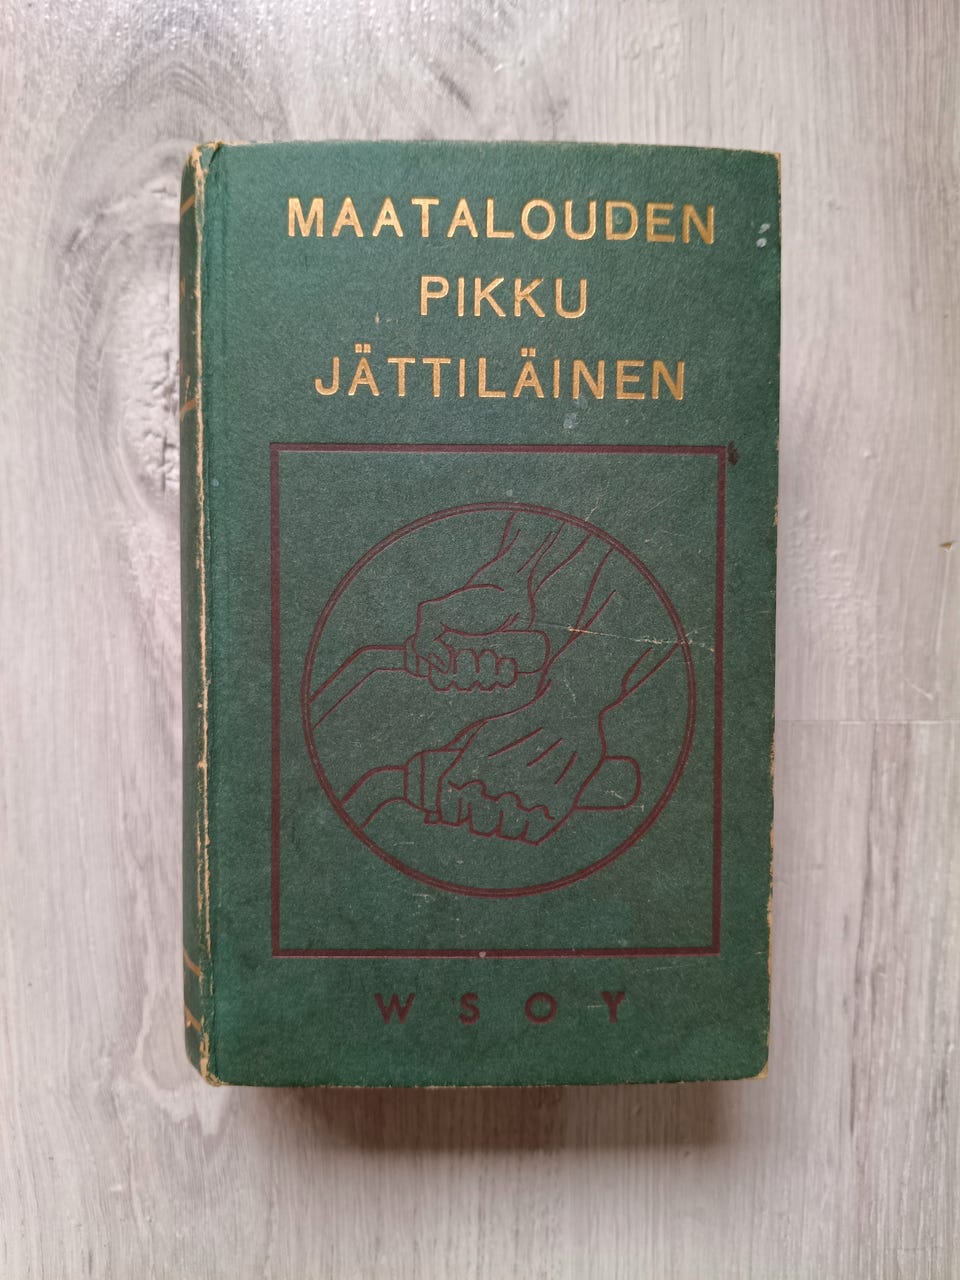 MAATALOUDEN
PIKKU
JÄTTILÄINEN
WSOY